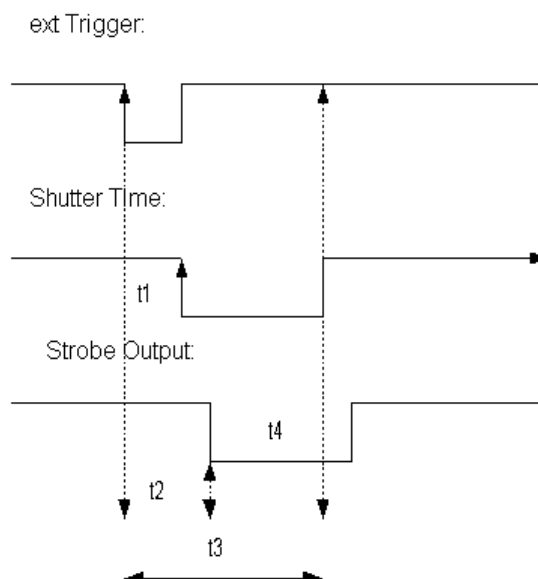 ext Trigger:
Shutter Time:
t1
Strobe Output:
t4
t2
t3